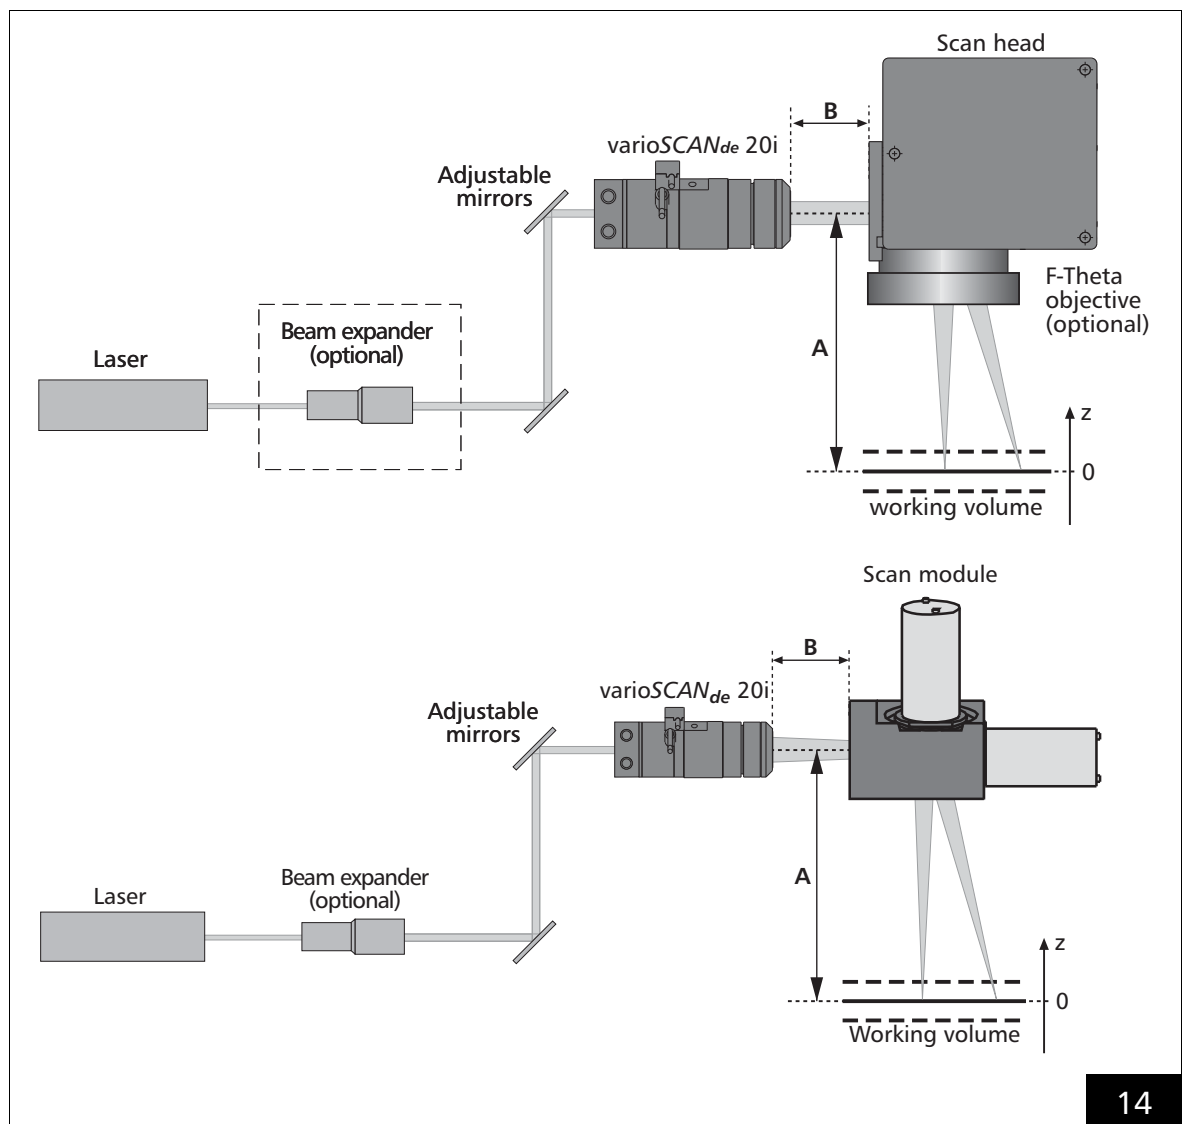 Scan head
B
varioSCANde 20i
Adjustable
mirrors
F-Theta
objective
(optional)
Beam expander
(optional)
Laser
A
z
0
working volume
Scan module
B
varioSCANde 20i
Adjustable
mirrors
A
Beam expander
(optional)
Laser
z
0
Working volume
14